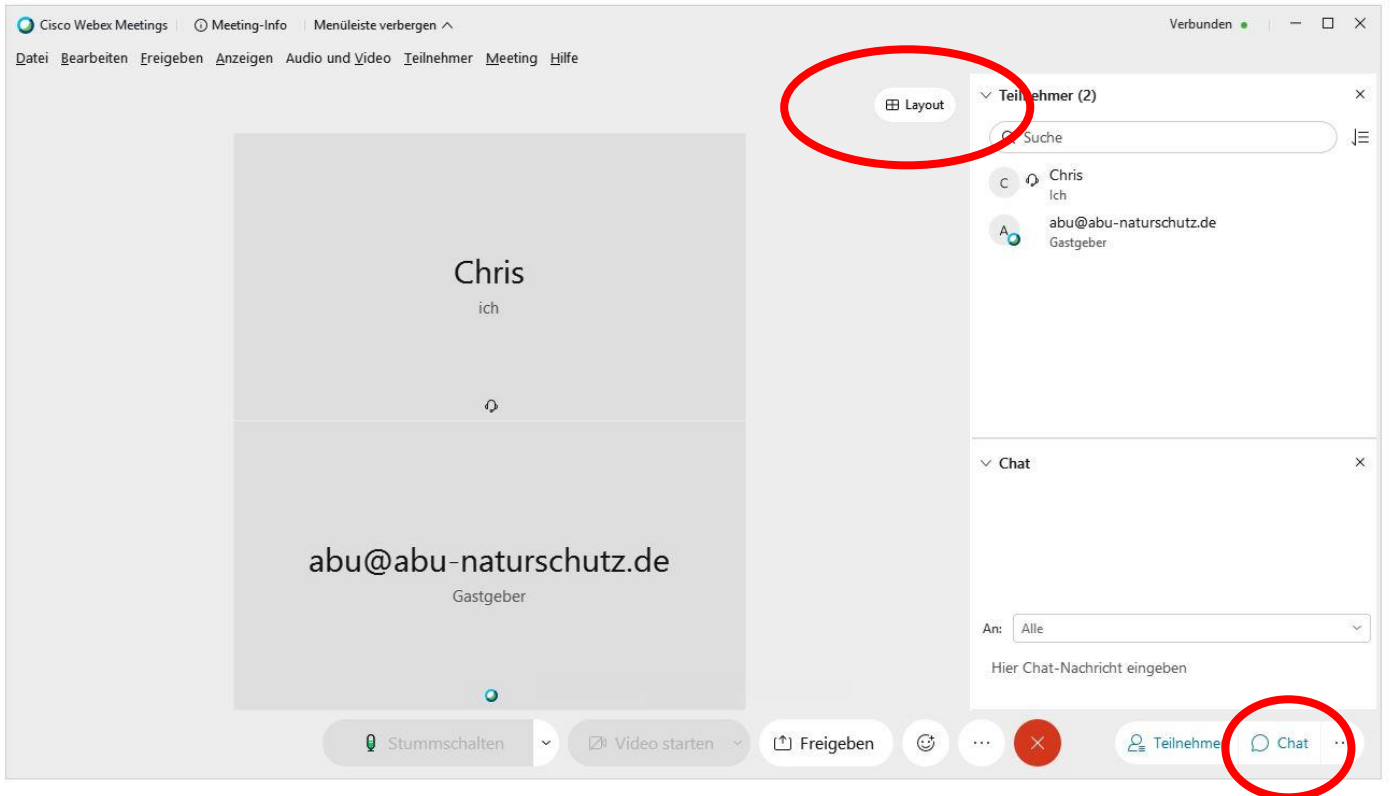 Cisco Webex Meetings Meeting-Info Menüleiste verbergen Verbunden
Datei Bearbeiten Freigeben Anzeigen Audio und Video Teilnehmer Meeting Hilfe
Layout
Teilnehmer (2)
Suche
C Chris
Ich
A abu@abu-naturschutz.de
Gastgeber
Chris
ich
abu@abu-naturschutz.de
Gastgeber
Chat
An: Alle
Hier Chat-Nachricht eingeben
Stummschalten Video starten Freigeben ... Teilnehmer Chat ...